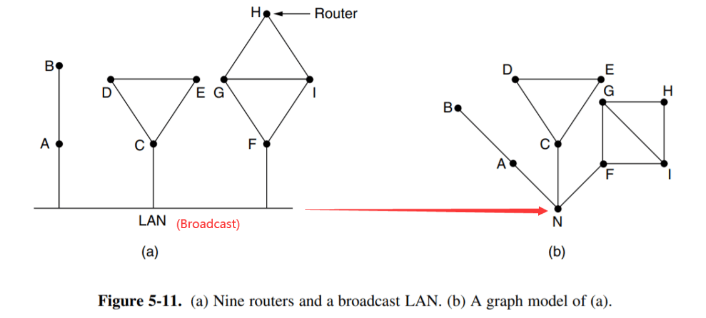 H Router
B
D E G I
A C F
LAN (Broadcast)
(a)
D E
G H
B
C
A
F I
N
(b)
Figure 5-11. (a) Nine routers and a broadcast LAN. (b) A graph model of (a).